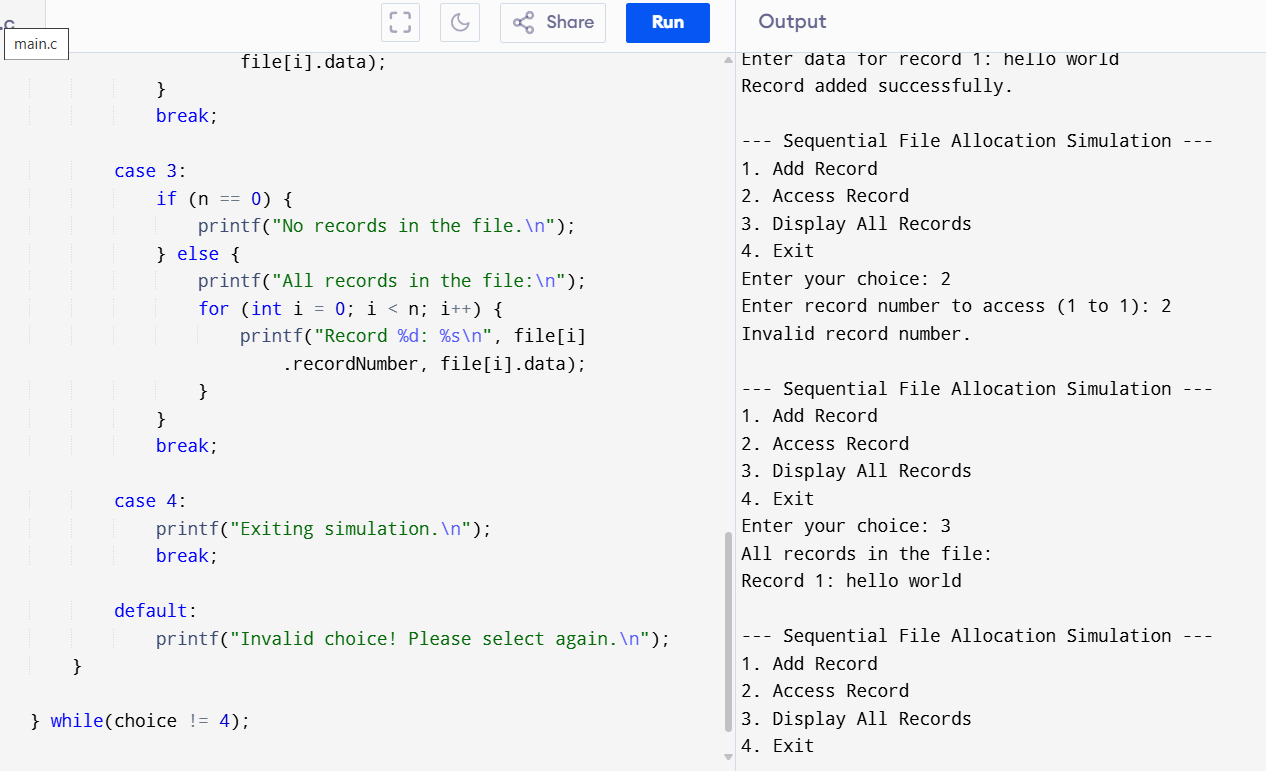 .c
main.c
Share
Run
Output
file[i].data);
}
break;
case 3:
if (n == 0) {
printf("No records in the file.\n");
} else {
printf("All records in the file:\n");
for (int i = 0; i < n; i++) {
printf("Record %d: %s\n", file[i]
.recordNumber, file[i].data);
}
}
break;
case 4:
printf("Exiting simulation.\n");
break;
default:
printf("Invalid choice! Please select again.\n");
}
} while(choice != 4);
Enter data for record 1: hello world
Record added successfully.
--- Sequential File Allocation Simulation ---
1. Add Record
2. Access Record
3. Display All Records
4. Exit
Enter your choice: 2
Enter record number to access (1 to 1): 2
Invalid record number.
--- Sequential File Allocation Simulation ---
1. Add Record
2. Access Record
3. Display All Records
4. Exit
Enter your choice: 3
All records in the file:
Record 1: hello world
--- Sequential File Allocation Simulation ---
1. Add Record
2. Access Record
3. Display All Records
4. Exit